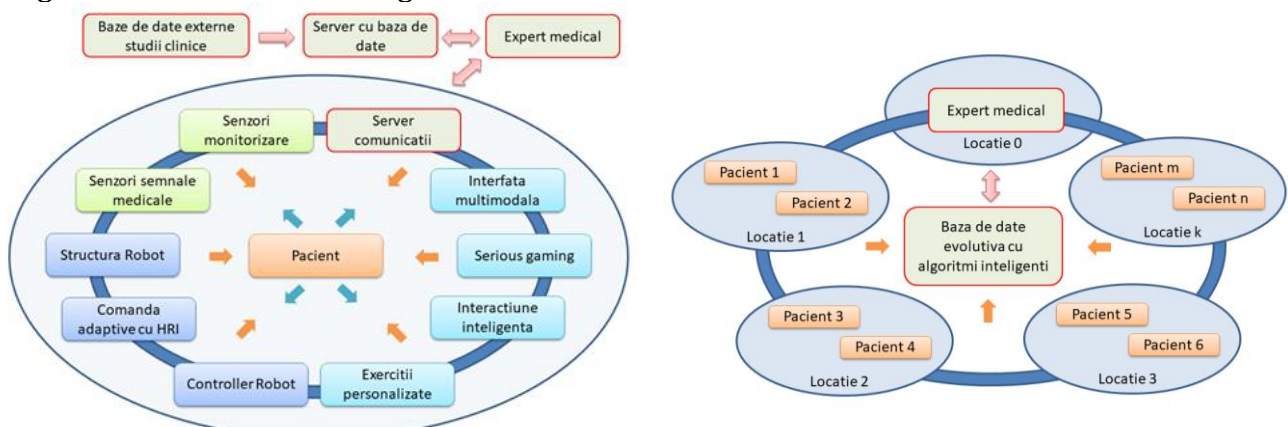 Baze de date externe
studii clinice
Server cu baza de
date
Expert medical
Senzori
monitorizare
Server
comunicatii
Senzori semnale
medicale
Interfata
multimodala
Structura Robot
Pacient
Serious gaming
Comanda
adaptive cu HRI
Interactiune
inteligenta
Controller Robot
Exercitii
personalizate
Expert medical
Locatie 0
Pacient 1
Pacient 2
Locatie 1
Pacient m
Pacient n
Locatie k
Baza de date
evolutiva cu
algoritmi inteligenti
Pacient 3
Pacient 4
Locatie 2
Pacient 5
Pacient 6
Locatie 3